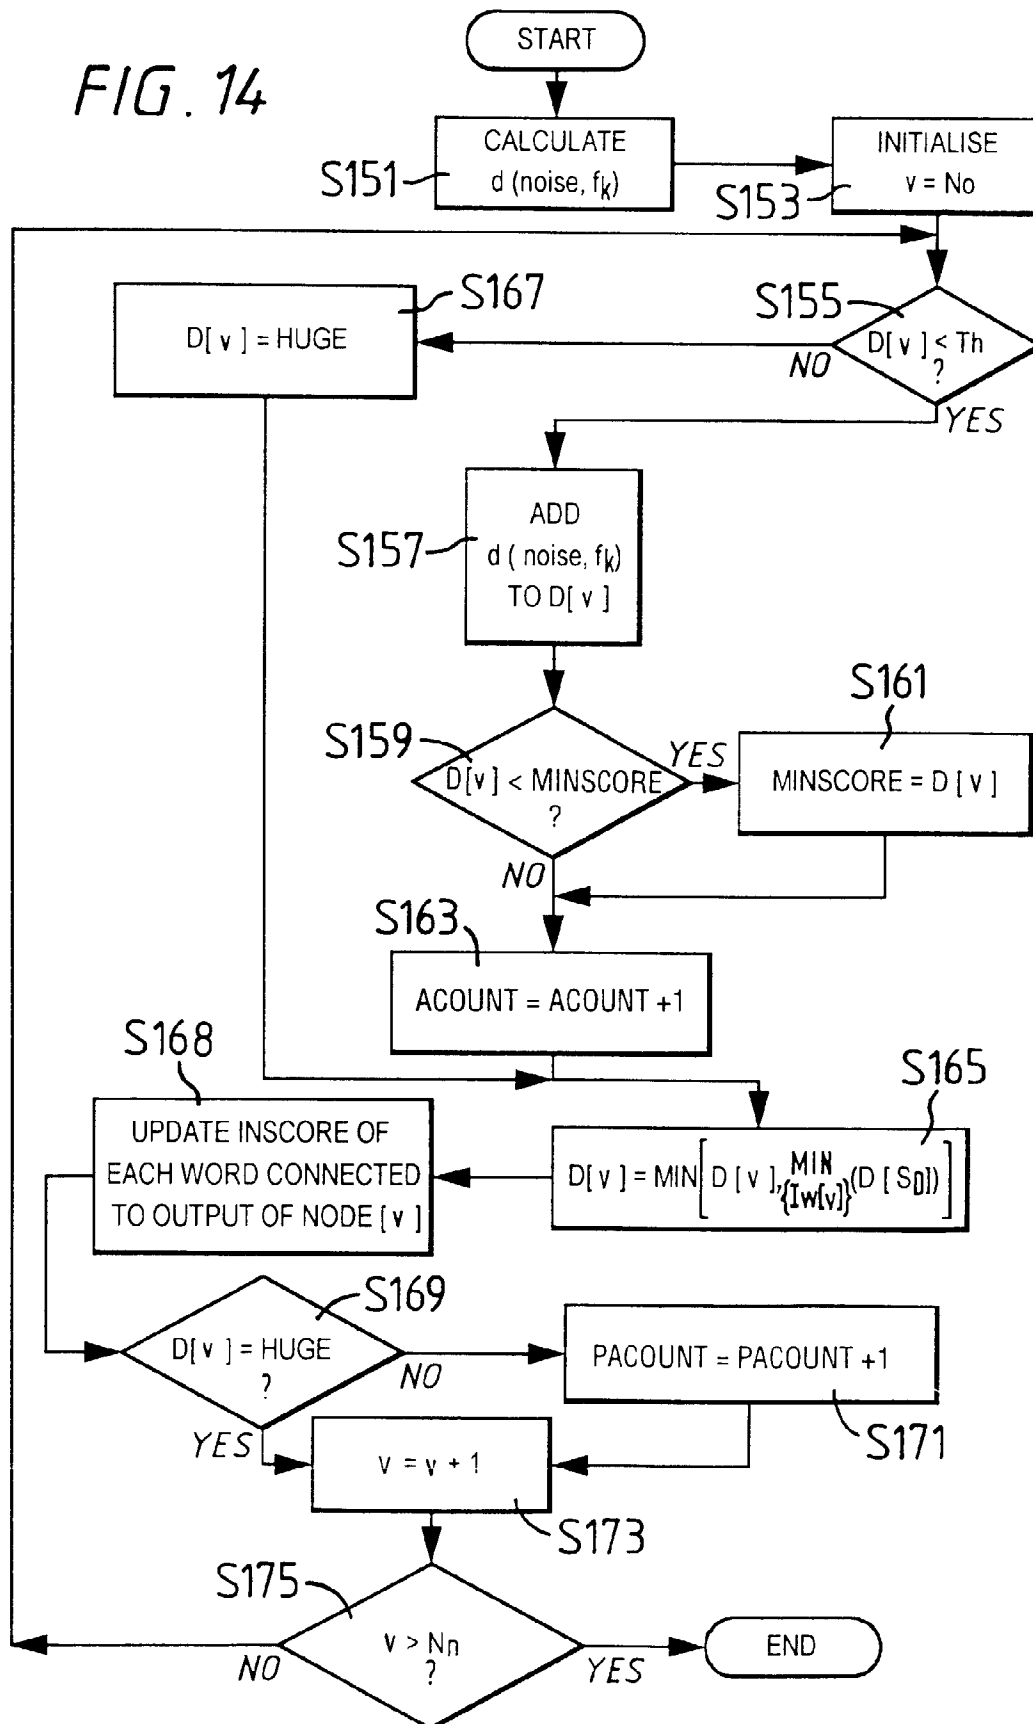 START
FIG. 14
CALCULATE
d (noise, fk)
S151
INITIALISE
v = No
S153
S167
D[ v ] = HUGE
S155
D[ v ] < Th
?
NO
YES
ADD
d ( noise, fk)
TO D[ v ]
S157
S161
S159
D[v] < MINSCORE
?
YES
MINSCORE = D [ v ]
NO
S163
ACOUNT = ACOUNT +1
S168
S165
UPDATE INSCORE OF
EACH WORD CONNECTED
TO OUTPUT OF NODE [ v ]
D[ v ] = MIN[ D [ v ], MIN {Iw[v]} (D [ SD]) ]
S169
D[ v ] = HUGE
?
NO
PACOUNT = PACOUNT +1
S171
YES
v = v + 1
S173
S175
v > Nn
?
NO
YES
END